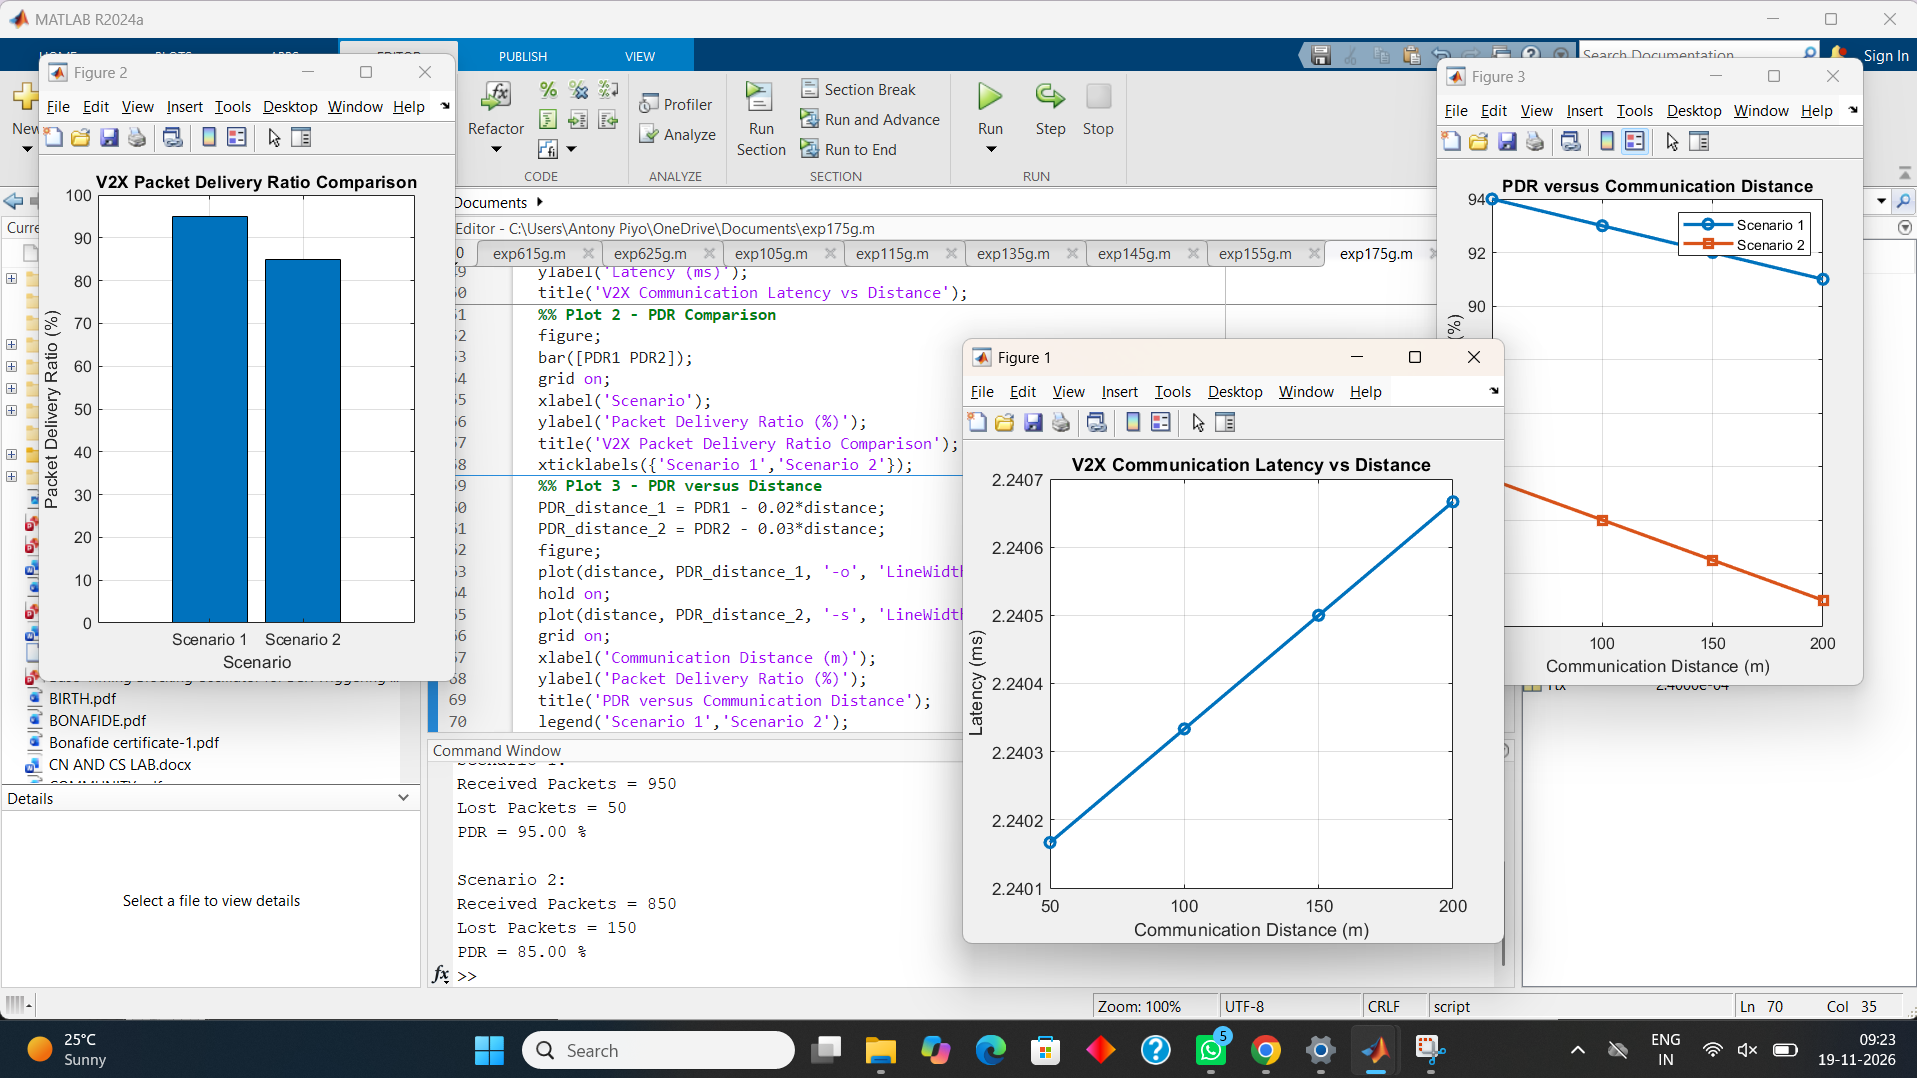 MATLAB R2024a
PUBLISH
VIEW
Search Documentation
Sign In
New
Refactor
CODE
Profiler
Analyze
ANALYZE
Run
Section
Section Break
Run and Advance
Run to End
SECTION
Run
Step
Stop
RUN
Figure 2
File Edit View Insert Tools Desktop Window Help
V2X Packet Delivery Ratio Comparison
100
90
80
70
60
50
40
30
20
10
0
Packet Delivery Ratio (%)
Scenario 1 Scenario 2
Scenario
Documents
Editor - C:\Users\Antony Piyo\OneDrive\Documents\exp175g.m
exp615g.m exp625g.m exp105g.m exp115g.m exp135g.m exp145g.m exp155g.m exp175g.m
ylabel('Latency (ms)');
title('V2X Communication Latency vs Distance');
%% Plot 2 - PDR Comparison
figure;
bar([PDR1 PDR2]);
grid on;
xlabel('Scenario');
ylabel('Packet Delivery Ratio (%)');
title('V2X Packet Delivery Ratio Comparison');
xticklabels({'Scenario 1','Scenario 2'});
%% Plot 3 - PDR versus Distance
PDR_distance_1 = PDR1 - 0.02*distance;
PDR_distance_2 = PDR2 - 0.03*distance;
figure;
plot(distance, PDR_distance_1, '-o', 'LineWidth
hold on;
plot(distance, PDR_distance_2, '-s', 'LineWidth
grid on;
xlabel('Communication Distance (m)');
ylabel('Packet Delivery Ratio (%)');
69 title('PDR versus Communication Distance');
70 legend('Scenario 1','Scenario 2');
Figure 3
File Edit View Insert Tools Desktop Window Help
PDR versus Communication Distance
94
92
90
(%)
Scenario 1
Scenario 2
100 150 200
Communication Distance (m)
Figure 1
File Edit View Insert Tools Desktop Window Help
V2X Communication Latency vs Distance
2.2407
2.2406
2.2405
2.2404
2.2403
2.2402
2.2401
Latency (ms)
50 100 150 200
Communication Distance (m)
BIRTH.pdf
BONAFIDE.pdf
Bonafide certificate-1.pdf
CN AND CS LAB.docx
Details
Select a file to view details
Command Window
Received Packets = 950
Lost Packets = 50
PDR = 95.00 %
Scenario 2:
Received Packets = 850
Lost Packets = 150
PDR = 85.00 %
fx >>
Zoom: 100% UTF-8 CRLF script Ln 70 Col 35
25°C
Sunny
Search
5
ENG
IN
09:23
19-11-2026